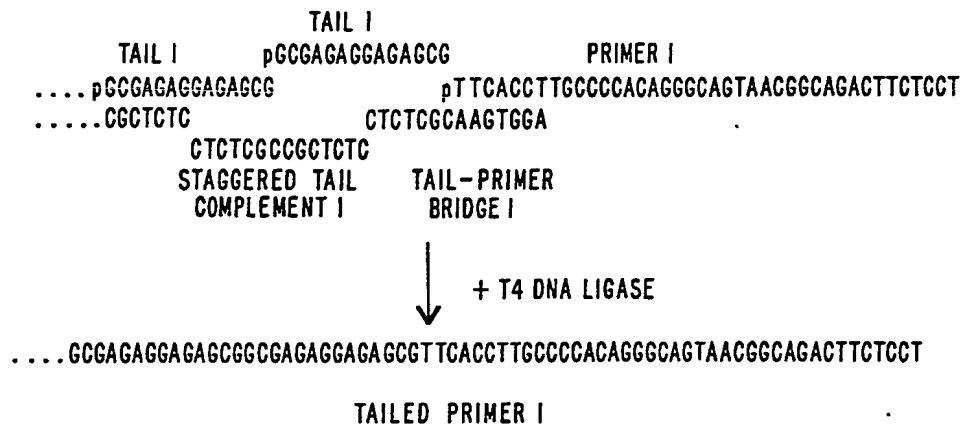 TAIL I
TAIL I pGCGAGAGGAGAGCG PRIMER I
....pGCGAGAGGAGAGCG pTTCACCTTGCCCCACAGGGCAGTAACGGCAGACTTCTCCT
.....CGCTCTC CTCTCGCAAGTGGA
CTCTCGCCGCTCTC
STAGGERED TAIL TAIL-PRIMER
COMPLEMENT I BRIDGE I
+ T4 DNA LIGASE
....GCGAGAGGAGAGCGGCGAGAGGAGAGCGTTCACCTTGCCCCACAGGGCAGTAACGGCAGACTTCTCCT
TAILED PRIMER I